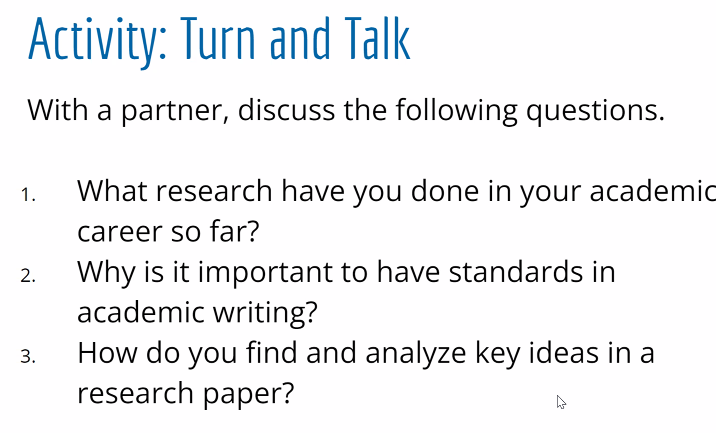 Activity: Turn and Talk
With a partner, discuss the following questions.
1. What research have you done in your academic
career so far?
2. Why is it important to have standards in
academic writing?
3. How do you find and analyze key ideas in a
research paper?